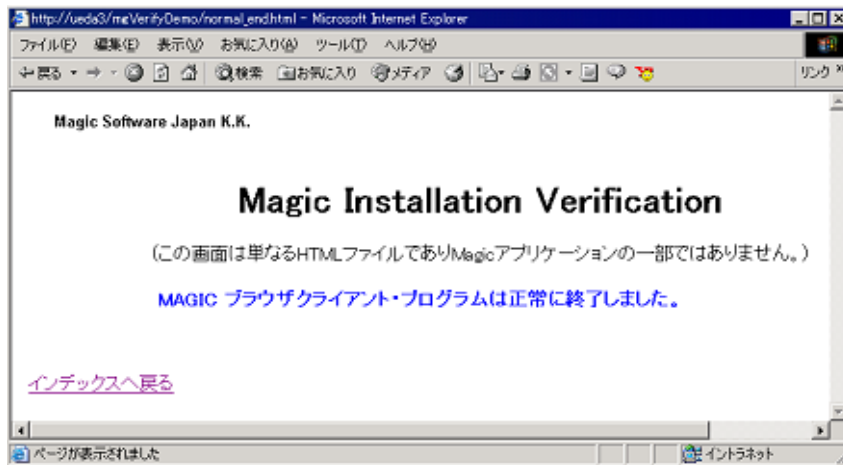 http://ueda3/mgVerifyDemo/normal_end.html - Microsoft Internet Explorer
ファイル(F) 編集(E) 表示(V) お気に入り(A) ツール(T) ヘルプ(H)
戻る 検索 お気に入り メディア リンク
Magic Software Japan K.K.
Magic Installation Verification
(この画面は単なるHTMLファイルでありMagicアプリケーションの一部ではありません。)
MAGIC ブラウザクライアント・プログラムは正常に終了しました。
インデックスへ戻る
ページが表示されました イントラネット